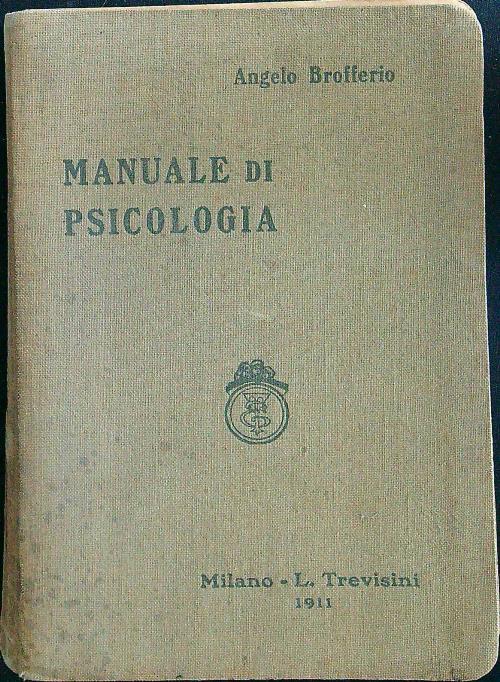 Angelo Brofferio
MANUALE DI
PSICOLOGIA
Milano - L. Trevisini
1911